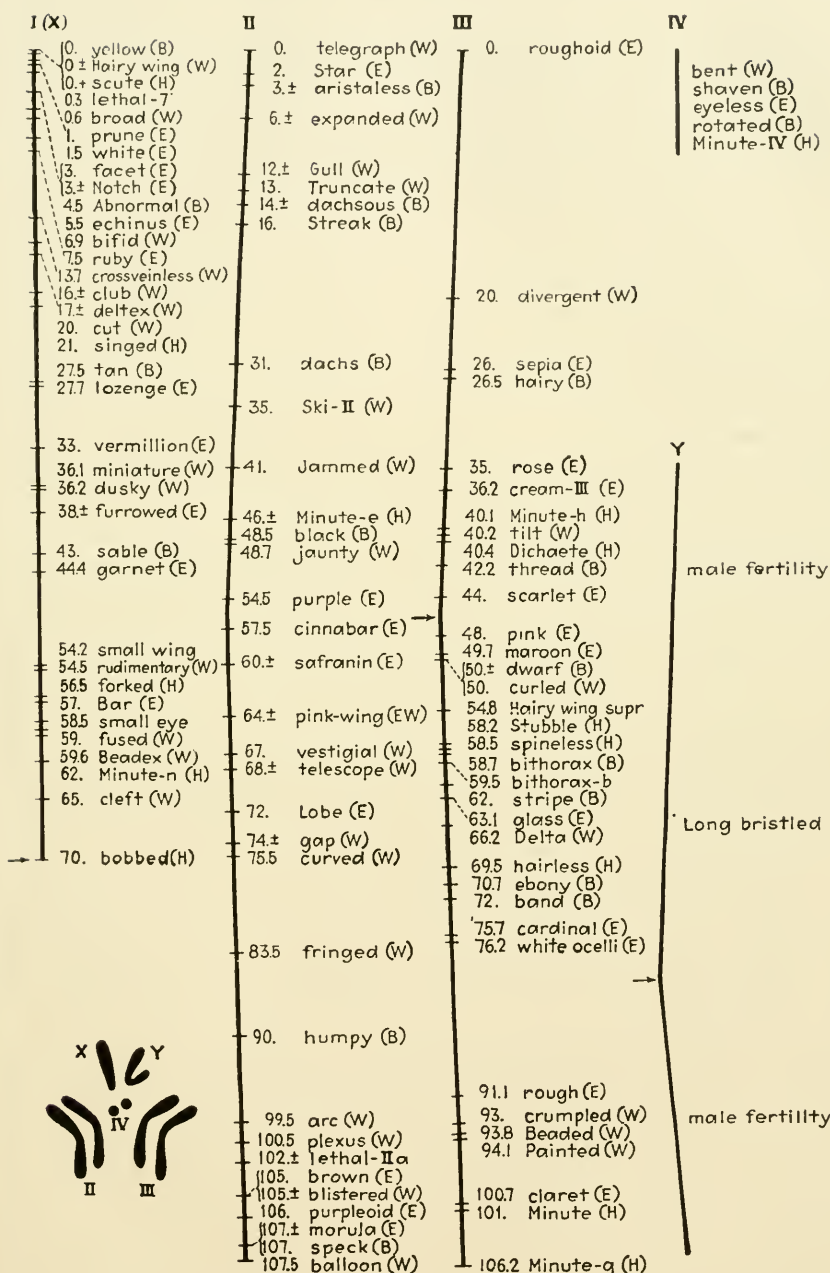 I (X)
0. yellow (B)
0 ± Hairy wing (W)
0.+ scute (H)
0.3 lethal-7
0.6 broad (W)
1. prune (E)
1.5 white (E)
3. facet (E)
3.± Notch (E)
4.5 Abnormal (B)
5.5 echinus (E)
6.9 bifid (W)
7.5 ruby (E)
13.7 crossveinless (W)
16.± club (W)
17.± deltex (W)
20. cut (W)
21. singed (H)
27.5 tan (B)
27.7 lozenge (E)
33. vermillion (E)
36.1 miniature (W)
36.2 dusky (W)
38.± furrowed (E)
43. sable (B)
44.4 garnet (E)
54.2 small wing
54.5 rudimentary (W)
56.5 forked (H)
57. Bar (E)
58.5 small eye
59. fused (W)
59.6 Beadex (W)
62. Minute-n (H)
65. cleft (W)
70. bobbed (H)
II
0. telegraph (W)
2. Star (E)
3.± aristaless (B)
6.± expanded (W)
12.± Gull (W)
13. Truncate (W)
14.± dachsous (B)
16. Streak (B)
31. dachs (B)
35. Ski-II (W)
41. Jammed (W)
46.± Minute-e (H)
48.5 black (B)
48.7 jaunty (W)
54.5 purple (E)
57.5 cinnabar (E)
60.± safranin (E)
64.± pink-wing (EW)
67. vestigial (W)
68.± telescope (W)
72. Lobe (E)
74.± gap (W)
75.5 curved (W)
83.5 fringed (W)
90. humpy (B)
99.5 arc (W)
100.5 plexus (W)
102.± lethal-IIa
105. brown (E)
105.± blistered (W)
106. purpleoid (E)
107.± morula (E)
107. speck (B)
107.5 balloon (W)
III
0. roughoid (E)
20. divergent (W)
26. sepia (E)
26.5 hairy (B)
35. rose (E)
36.2 cream-III (E)
40.1 Minute-h (H)
40.2 tilt (W)
40.4 Dichaete (H)
42.2 thread (B)
44. scarlet (E)
48. pink (E)
49.7 maroon (E)
50.± dwarf (B)
50. curled (W)
54.8 Hairy wing supr
58.2 Stubble (H)
58.5 spineless (H)
58.7 bithorax (B)
59.5 bithorax-b
62. stripe (B)
63.1 glass (E)
66.2 Delta (W)
69.5 hairless (H)
70.7 ebony (B)
72. band (B)
75.7 cardinal (E)
76.2 white ocelli (E)
91.1 rough (E)
93. crumpled (W)
93.8 Beaded (W)
94.1 Painted (W)
100.7 claret (E)
101. Minute (H)
106.2 Minute-g (H)
IV
bent (W)
shaven (B)
eyeless (E)
rotated (B)
Minute-IV (H)
Y
male fertility
Long bristled
male fertility
X Y
IV
II III